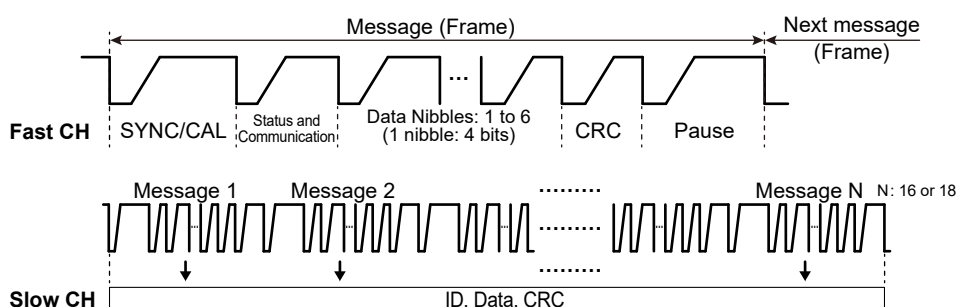 Message (Frame)
Next message
(Frame)
Fast CH
SYNC/CAL
Status and
Communication
Data Nibbles: 1 to 6
(1 nibble: 4 bits)
CRC
Pause
...
Message 1
Message 2
Message N
N: 16 or 18
Slow CH
ID, Data, CRC